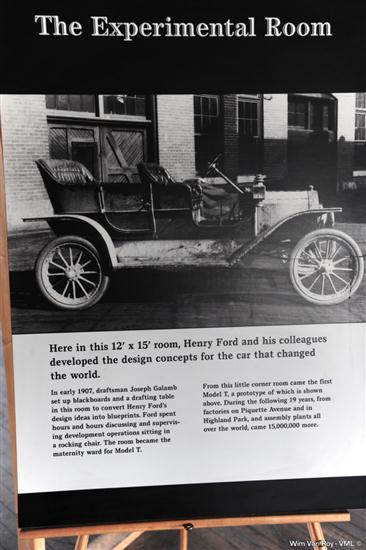 The Experimental Room
Here in this 12' x 15' room, Henry Ford and his colleagues
developed the design concepts for the car that changed
the world.
In early 1907, draftsman Joseph Galamb
set up blackboards and a drafting table
in this room to convert Henry Ford's
design ideas into blueprints. Ford spent
hours and hours discussing and supervis-
ing development operations sitting in
a rocking chair. The room became the
maternity ward for Model T.
From this little corner room came the first
Model T, a prototype of which is shown
above. During the following 19 years, from
factories on Piquette Avenue and in
Highland Park, and assembly plants all
over the world, came 15,000,000 more.
Wim Van Roy - VML ©